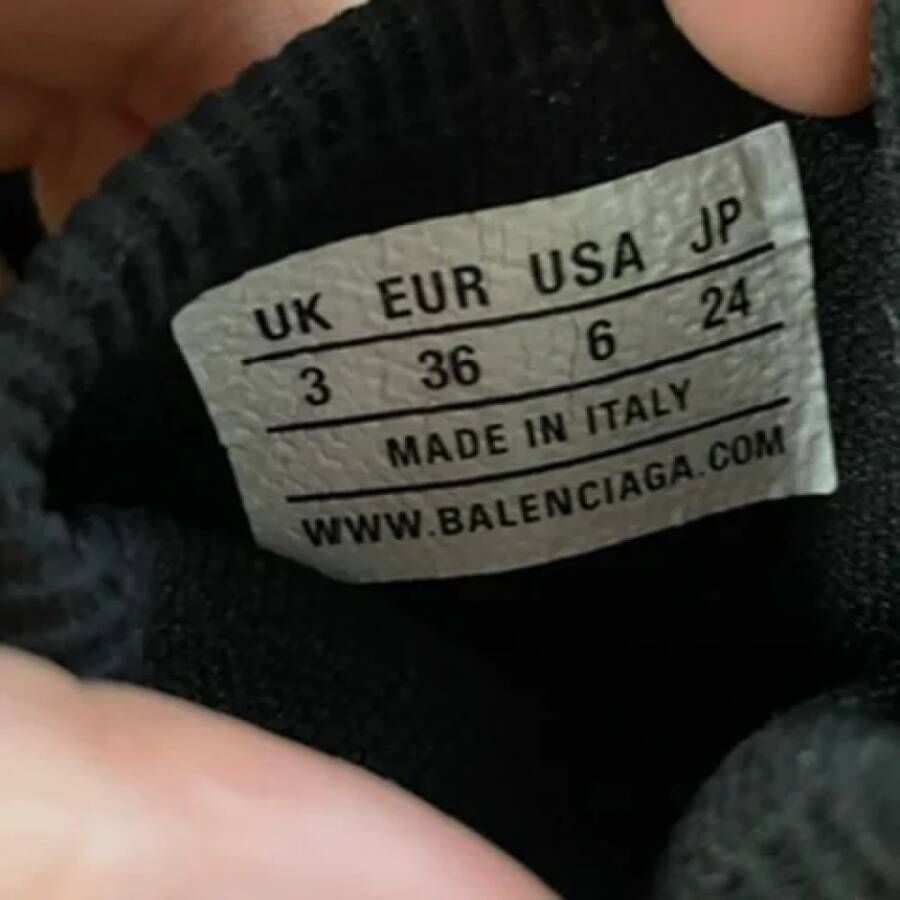 UK EUR USA JP
3 36 6 24
MADE IN ITALY
WWW.BALENCIAGA.COM